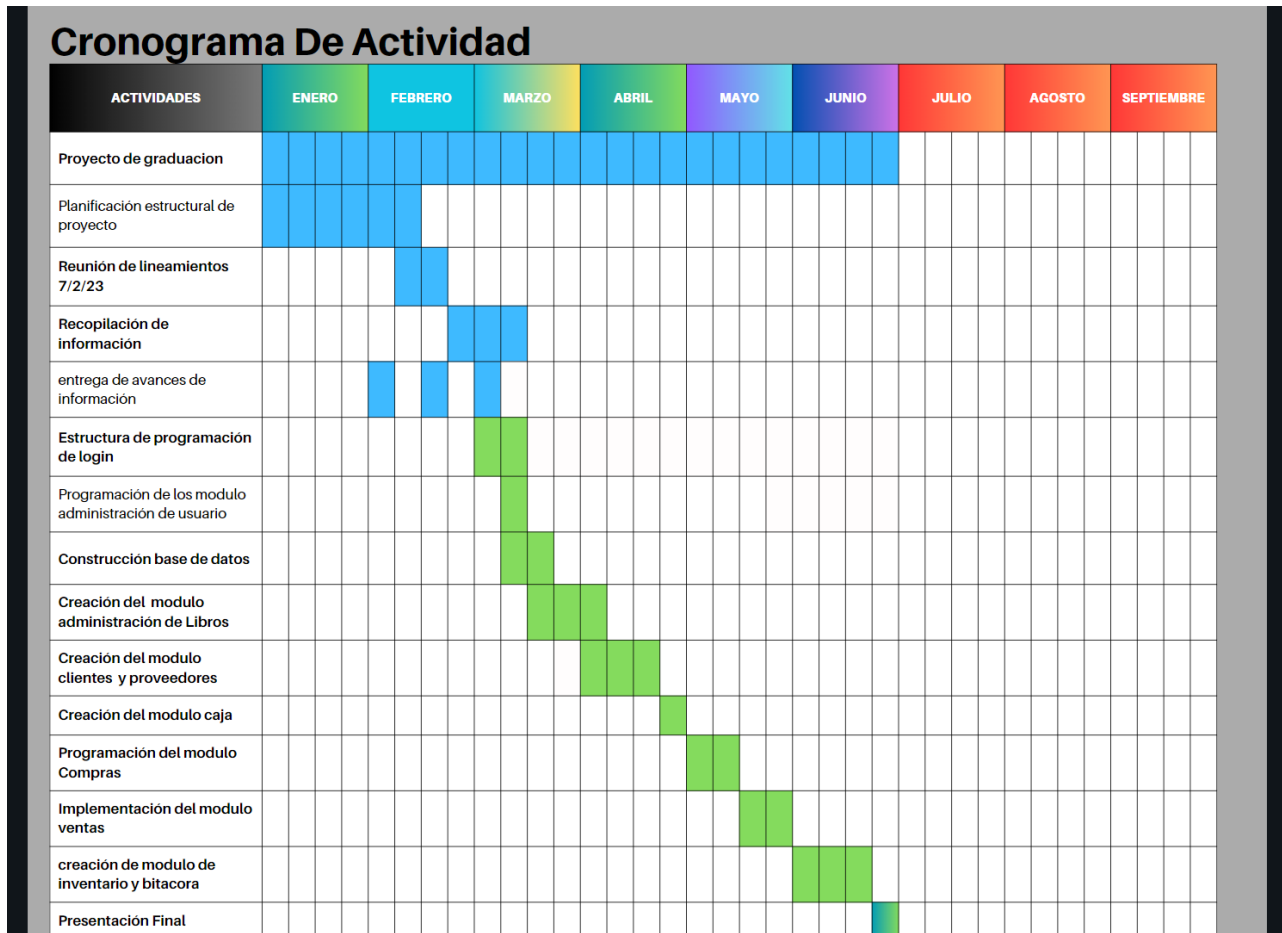 Cronograma De Actividad
ACTIVIDADES ENERO FEBRERO MARZO ABRIL MAYO JUNIO JULIO AGOSTO SEPTIEMBRE
Proyecto de graduacion
Planificación estructural de
proyecto
Reunión de lineamientos
7/2/23
Recopilación de
información
entrega de avances de
información
Estructura de programación
de login
Programación de los modulo
administración de usuario
Construcción base de datos
Creación del modulo
administración de Libros
Creación del modulo
clientes y proveedores
Creación del modulo caja
Programación del modulo
Compras
Implementación del modulo
ventas
creación de modulo de
inventario y bitacora
Presentación Final